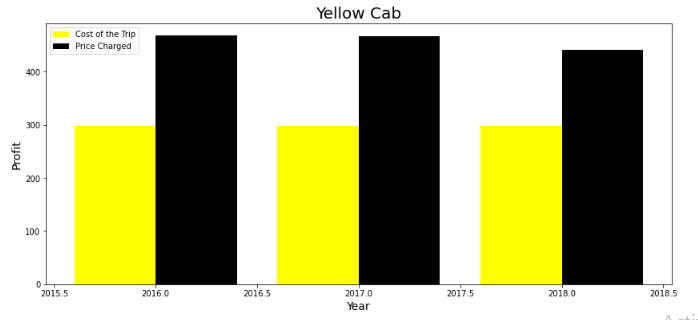 Yellow Cab
Cost of the Trip
Price Charged
400
300
200
100
0
Profit
2015.5 2016.0 2016.5 2017.0 2017.5 2018.0 2018.5
Year